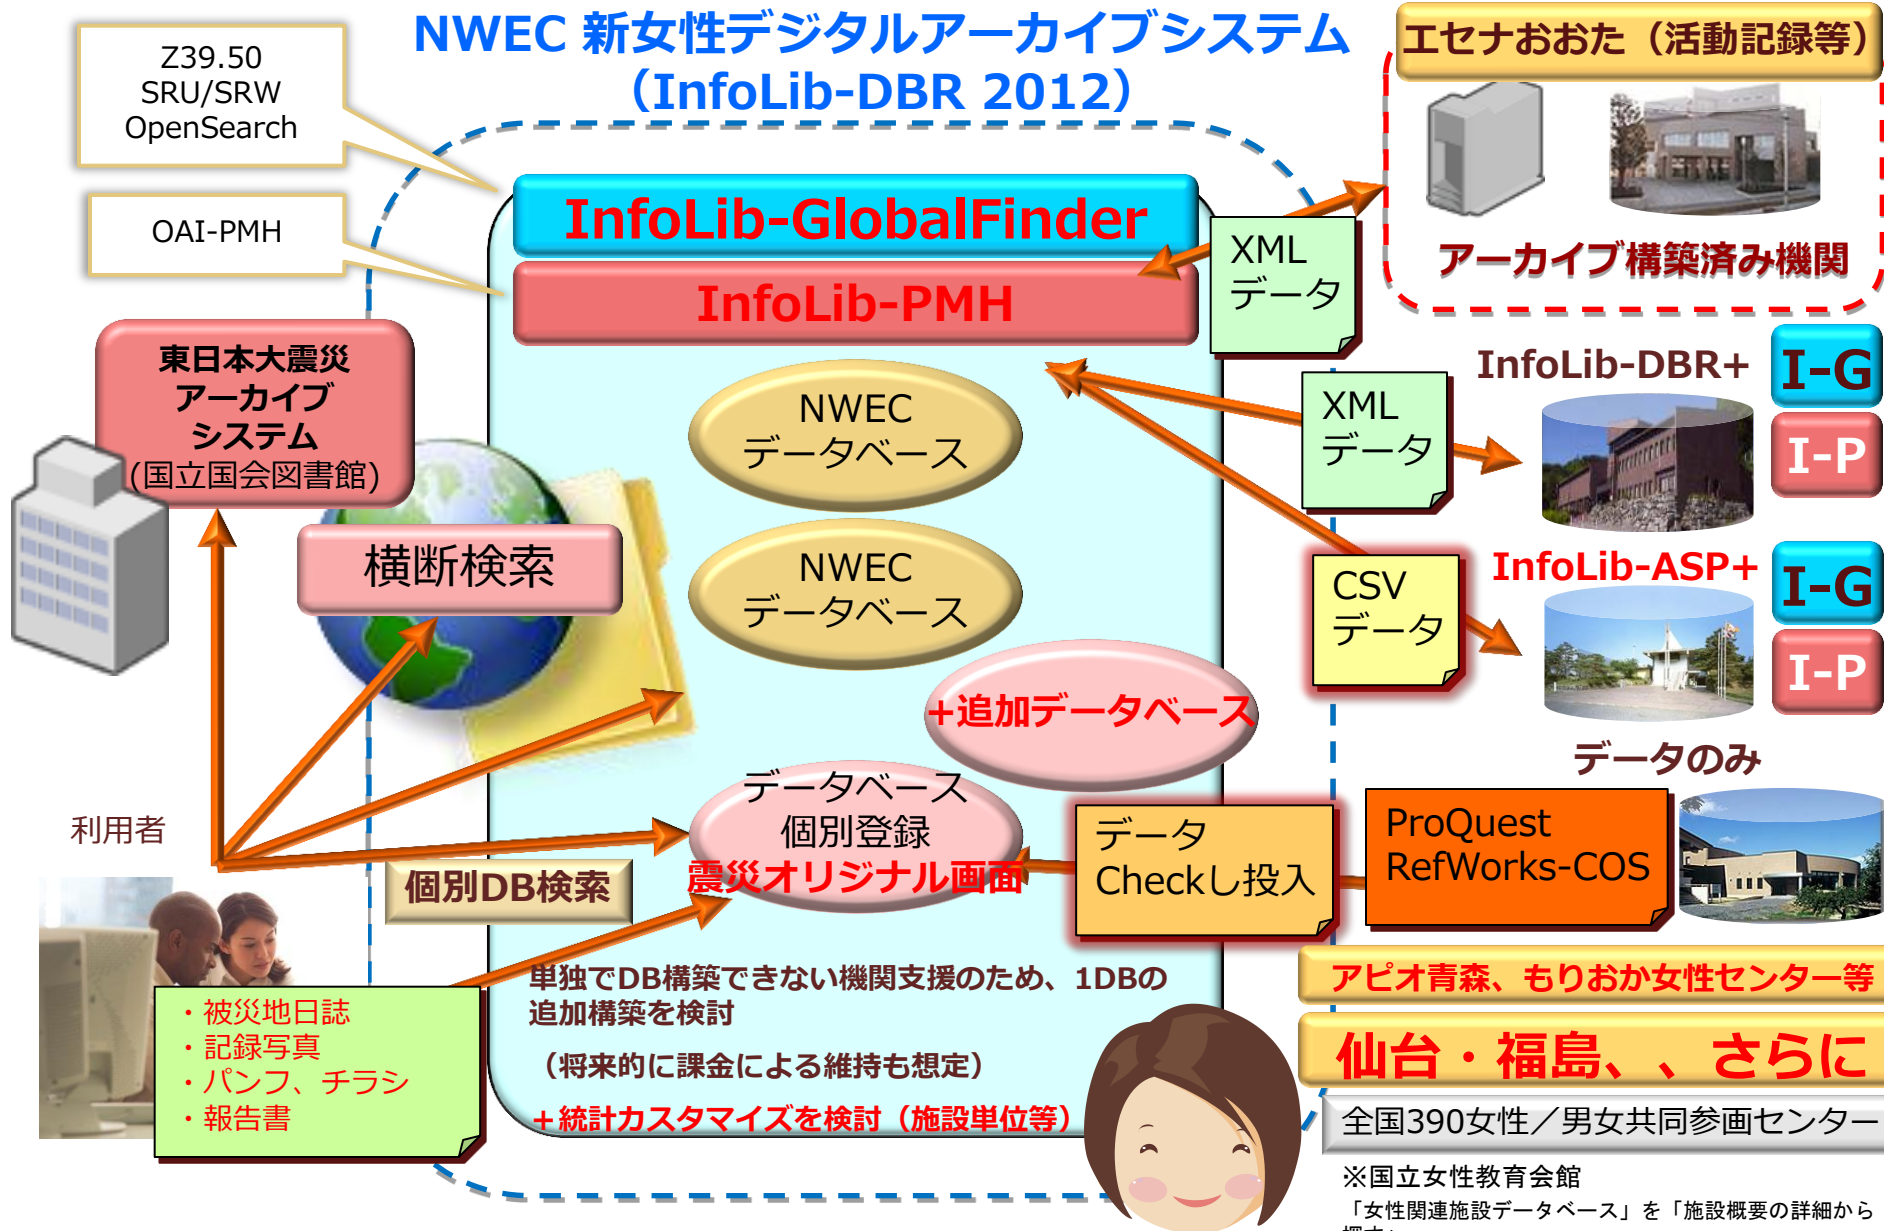 NWEC 新女性デジタルアーカイブシステム
（InfoLib-DBR 2012）
Z39.50
SRU/SRW
OpenSearch
OAI-PMH
InfoLib-GlobalFinder
InfoLib-PMH
エセナおおた（活動記録等）
アーカイブ構築済み機関
XML
データ
東日本大震災
アーカイブ
システム
(国立国会図書館)
横断検索
NWEC
データベース
NWEC
データベース
+追加データベース
データベース
個別登録
震災オリジナル画面
XML
データ
InfoLib-DBR+
I-G
I-P
CSV
データ
InfoLib-ASP+
I-G
I-P
データのみ
利用者
個別DB検索
データ
Checkし投入
ProQuest
RefWorks-COS
・被災地日誌
・記録写真
・パンフ、チラシ
・報告書
単独でDB構築できない機関支援のため、1DBの
追加構築を検討
（将来的に課金による維持も想定）
＋統計カスタマイズを検討（施設単位等）
アピオ青森、もりおか女性センター等
仙台・福島、、さらに
全国390女性／男女共同参画センター
※国立女性教育会館
「女性関連施設データベース」を「施設概要の詳細から